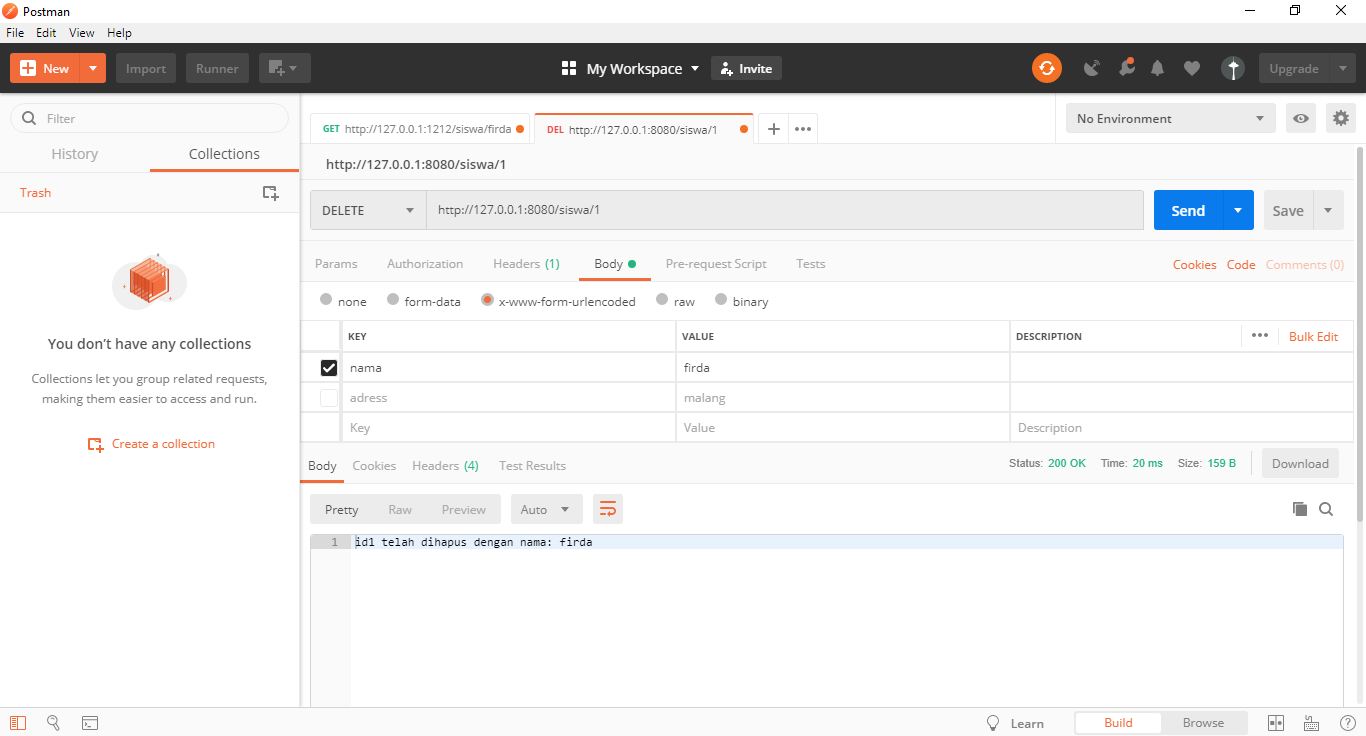 Postman
File Edit View Help
New Import Runner My Workspace Invite Upgrade
Filter
History Collections
Trash
You don't have any collections
Collections let you group related requests,
making them easier to access and run.
Create a collection
GET http://127.0.0.1:1212/siswa/firda DEL http://127.0.0.1:8080/siswa/1 No Environment
http://127.0.0.1:8080/siswa/1
DELETE http://127.0.0.1:8080/siswa/1 Send Save
Params Authorization Headers (1) Body Pre-request Script Tests Cookies Code Comments (0)
none form-data x-www-form-urlencoded raw binary
KEY VALUE DESCRIPTION Bulk Edit
nama firda
adress malang
Key Value Description
Body Cookies Headers (4) Test Results Status: 200 OK Time: 20 ms Size: 159 B Download
Pretty Raw Preview Auto
1 id1 telah dihapus dengan nama: firda
Learn Build Browse